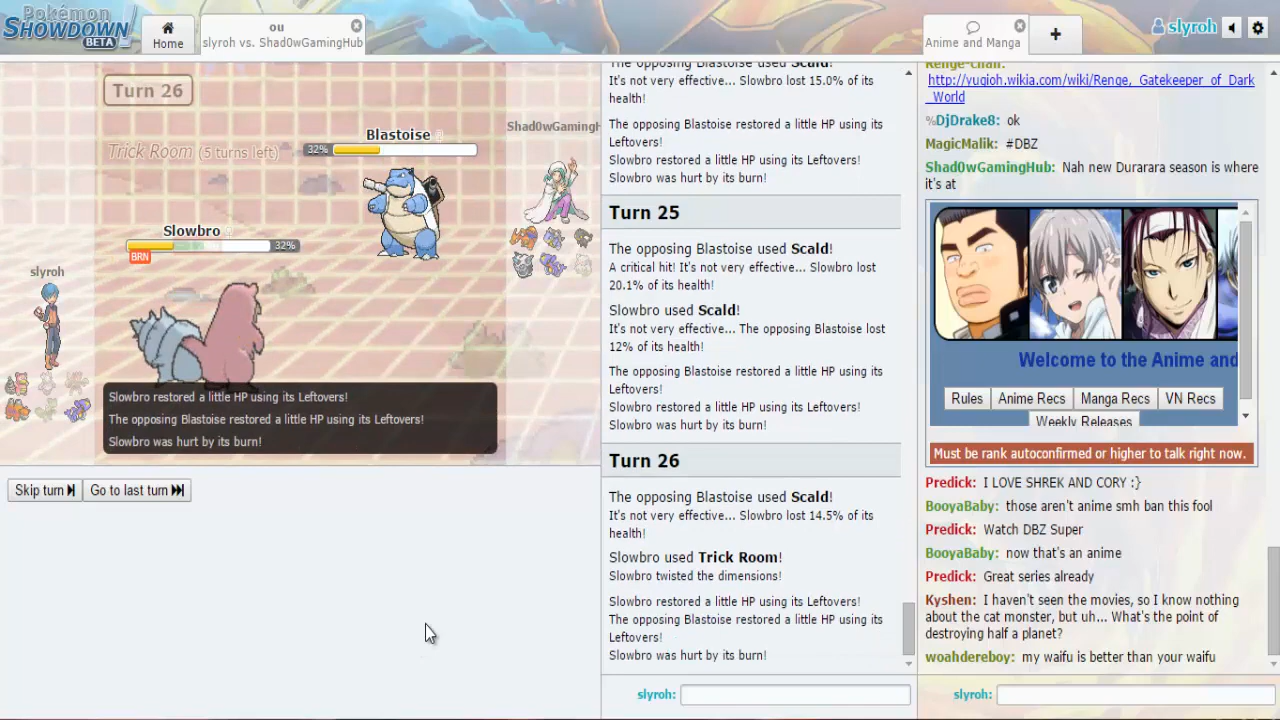 Pokémon
SHOWDOWN
BETA
Home
ou
slyroh vs. Shad0wGamingHub
Anime and Manga
+
slyroh
Turn 26
Trick Room (5 turns left)
Blastoise
32%
Shad0wGamingH
Slowbro
32%
BRN
slyroh
Slowbro restored a little HP using its Leftovers!
The opposing Blastoise restored a little HP using its Leftovers!
Slowbro was hurt by its burn!
Skip turn
Go to last turn
The opposing Blastoise used Scald!
It's not very effective... Slowbro lost 15.0% of its
health!
The opposing Blastoise restored a little HP using its
Leftovers!
Slowbro restored a little HP using its Leftovers!
Slowbro was hurt by its burn!
Turn 25
The opposing Blastoise used Scald!
A critical hit! It's not very effective... Slowbro lost
20.1% of its health!
Slowbro used Scald!
It's not very effective... The opposing Blastoise lost
12% of its health!
The opposing Blastoise restored a little HP using its
Leftovers!
Slowbro restored a little HP using its Leftovers!
Slowbro was hurt by its burn!
Turn 26
The opposing Blastoise used Scald!
It's not very effective... Slowbro lost 14.5% of its
health!
Slowbro used Trick Room!
Slowbro twisted the dimensions!
Slowbro restored a little HP using its Leftovers!
The opposing Blastoise restored a little HP using its
Leftovers!
Slowbro was hurt by its burn!
slyroh:
Renge-chan:
http://yugioh.wikia.com/wiki/Renge,_Gatekeeper_of_Dark
_World
%DjDrake8: ok
MagicMalik: #DBZ
Shad0wGamingHub: Nah new Durarara season is where
it's at
Welcome to the Anime and
Rules
Anime Recs
Manga Recs
VN Recs
Weekly Releases
Must be rank autoconfirmed or higher to talk right now.
Predick: I LOVE SHREK AND CORY :}
BooyaBaby: those aren't anime smh ban this fool
Predick: Watch DBZ Super
BooyaBaby: now that's an anime
Predick: Great series already
Kyshen: I haven't seen the movies, so I know nothing
about the cat monster, but uh... What's the point of
destroying half a planet?
woahdereboy: my waifu is better than your waifu
slyroh: